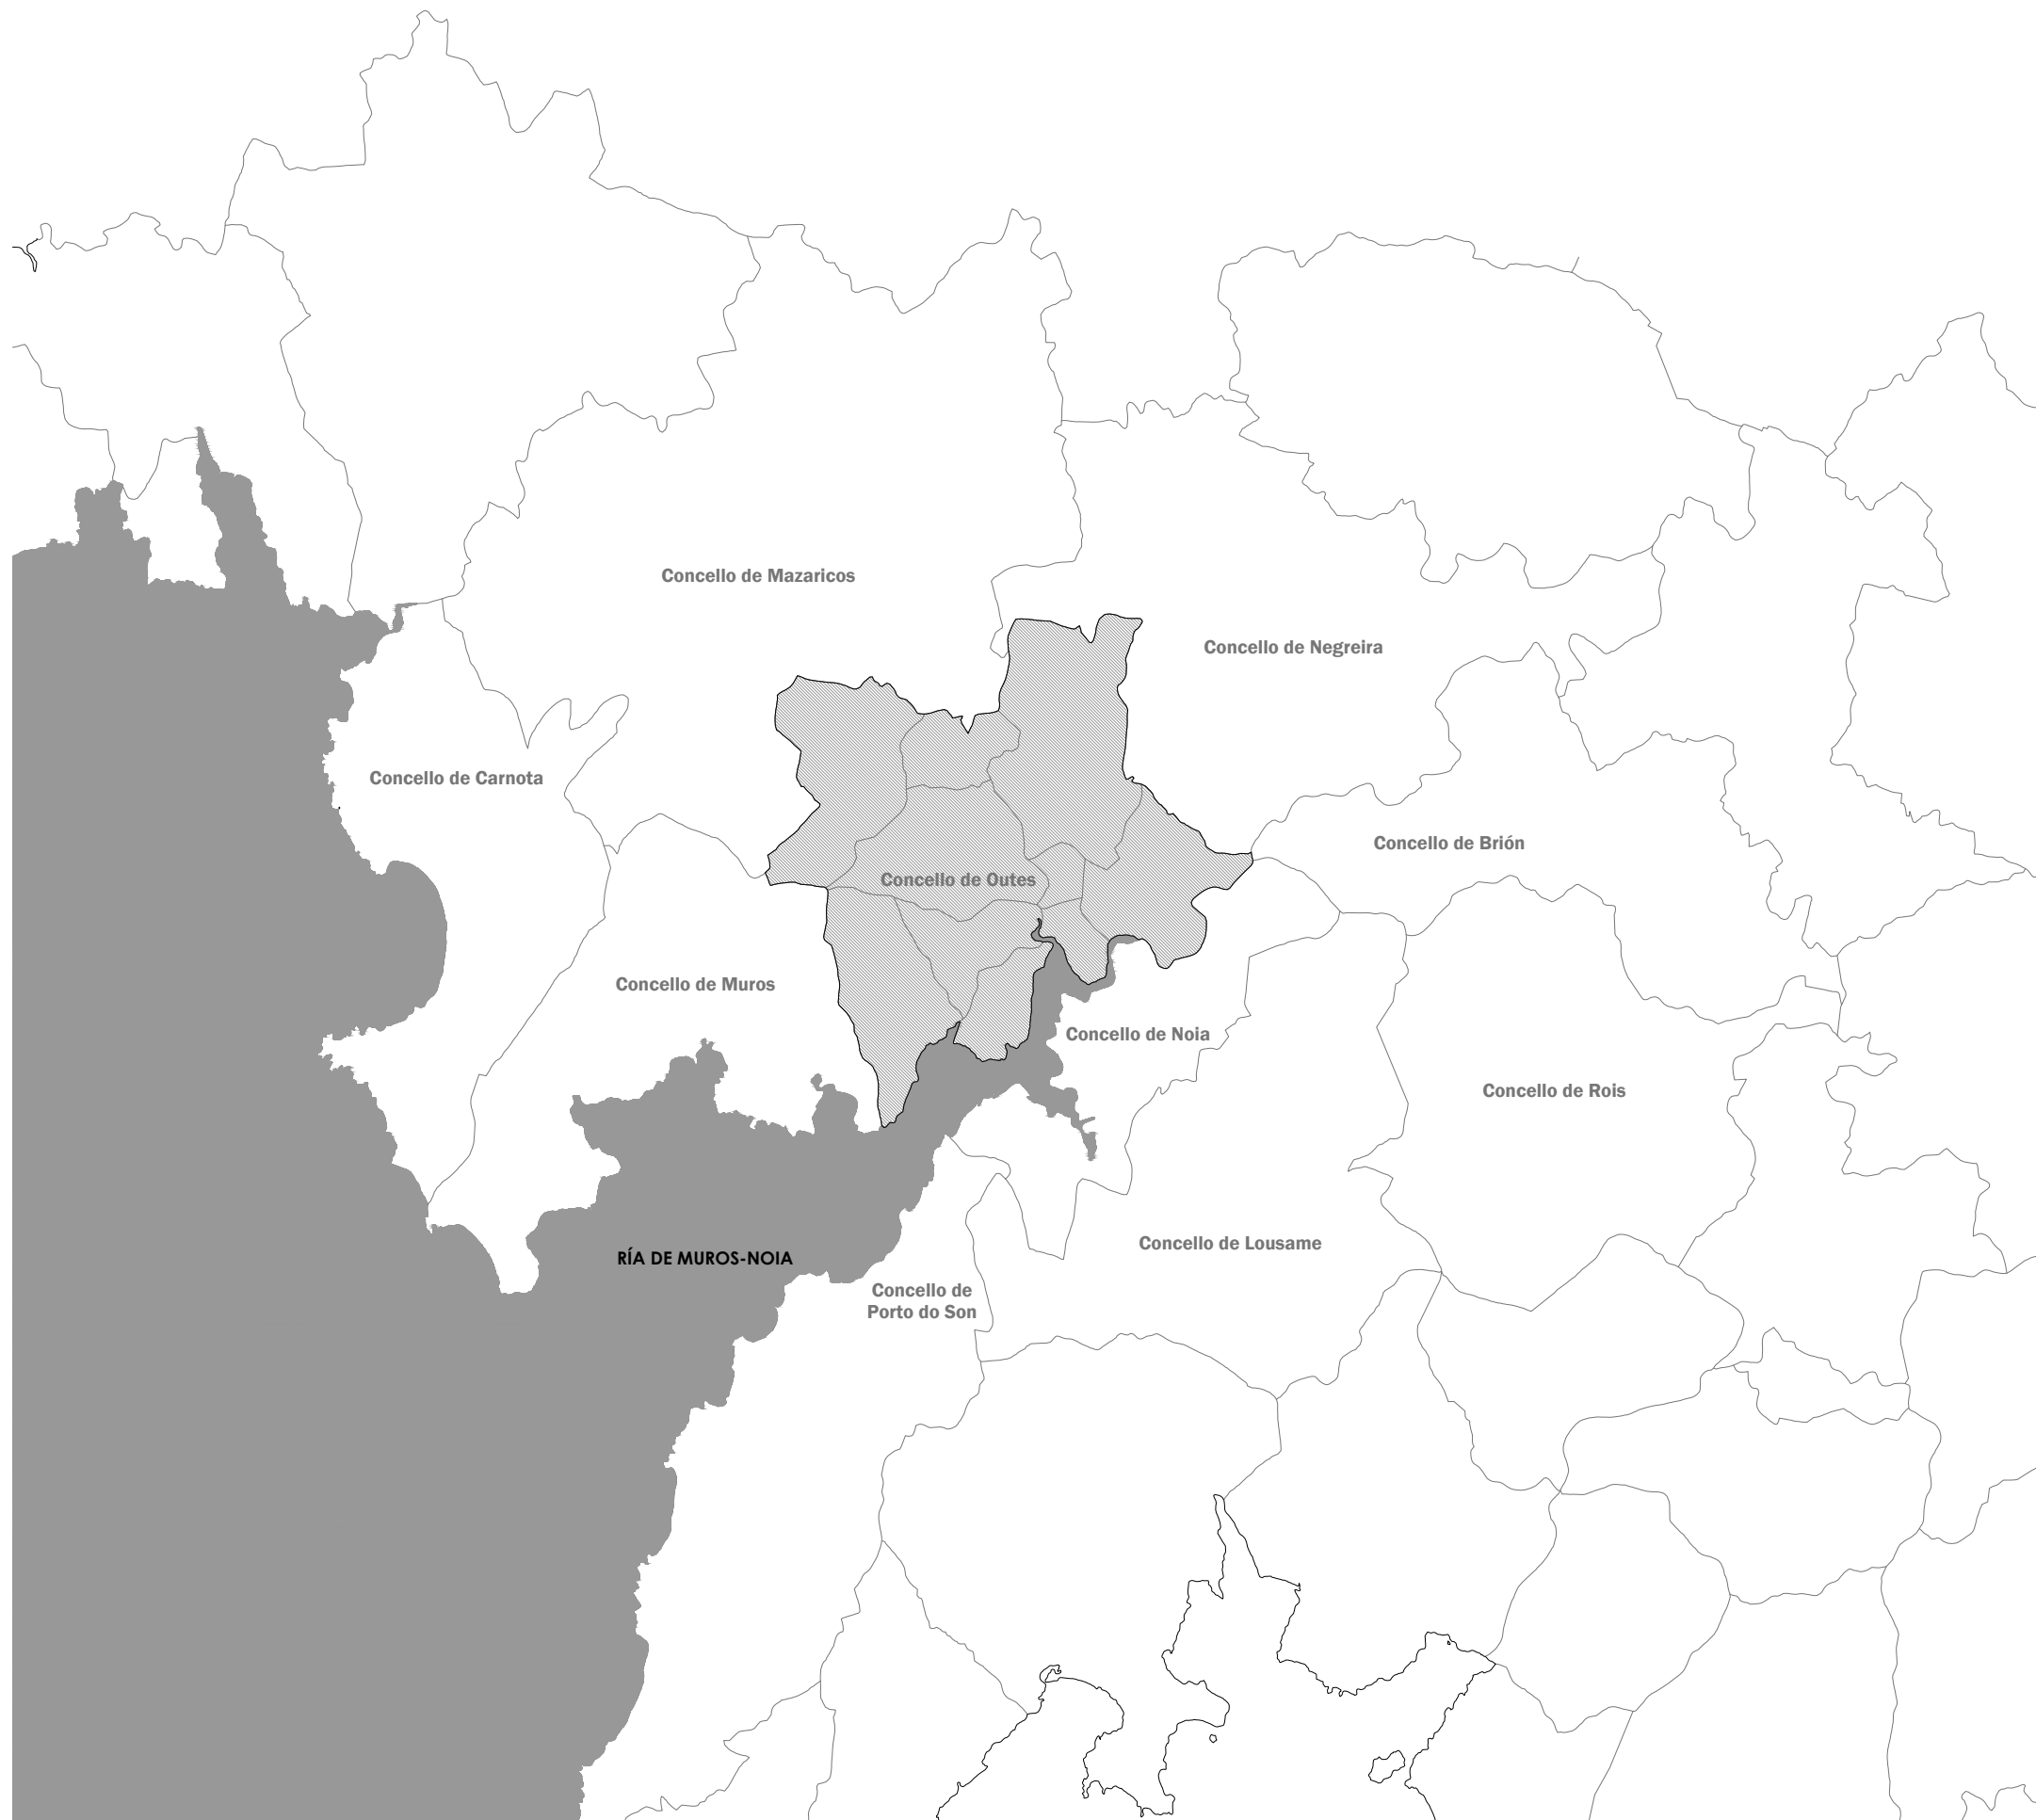 Concello de Mazaricos
Concello de Negreira
Concello de Carnota
Concello de Brión
Concello de Outes
Concello de Muros
Concello de Noia
Concello de Rois
Concello de Lousame
RÍA DE MUROS-NOIA
Concello de
Porto do Son